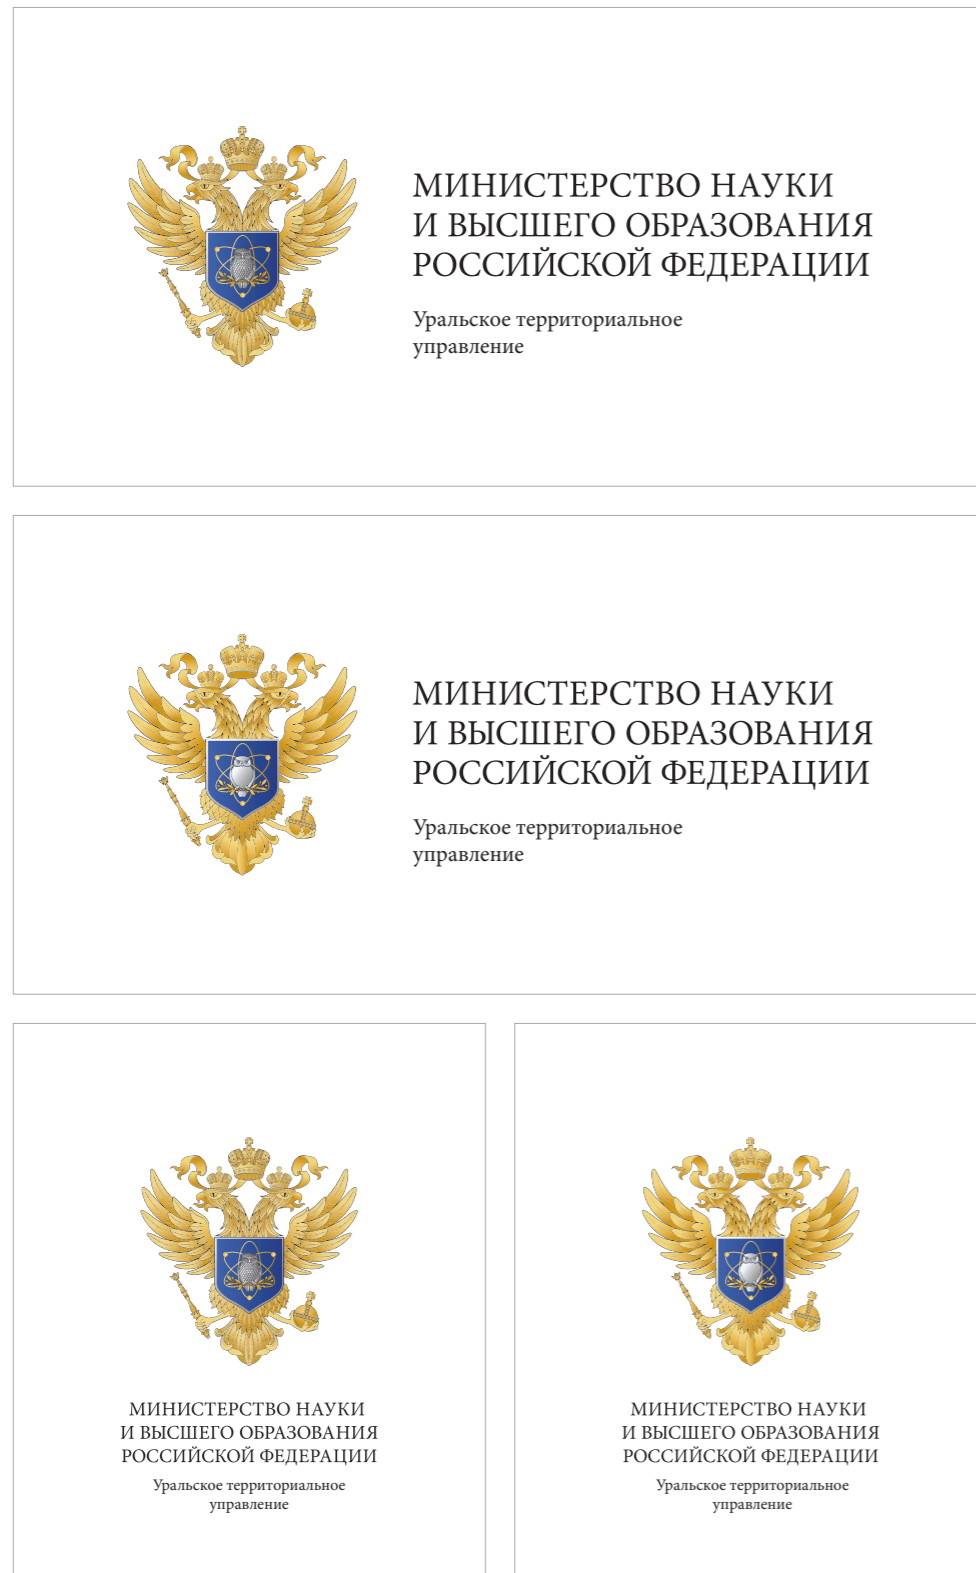 МИНИСТЕРСТВО НАУКИ
И ВЫСШЕГО ОБРАЗОВАНИЯ
РОССИЙСКОЙ ФЕДЕРАЦИИ
Уральское территориальное
управление
МИНИСТЕРСТВО НАУКИ
И ВЫСШЕГО ОБРАЗОВАНИЯ
РОССИЙСКОЙ ФЕДЕРАЦИИ
Уральское территориальное
управление
МИНИСТЕРСТВО НАУКИ
И ВЫСШЕГО ОБРАЗОВАНИЯ
РОССИЙСКОЙ ФЕДЕРАЦИИ
Уральское территориальное
управление
МИНИСТЕРСТВО НАУКИ
И ВЫСШЕГО ОБРАЗОВАНИЯ
РОССИЙСКОЙ ФЕДЕРАЦИИ
Уральское территориальное
управление